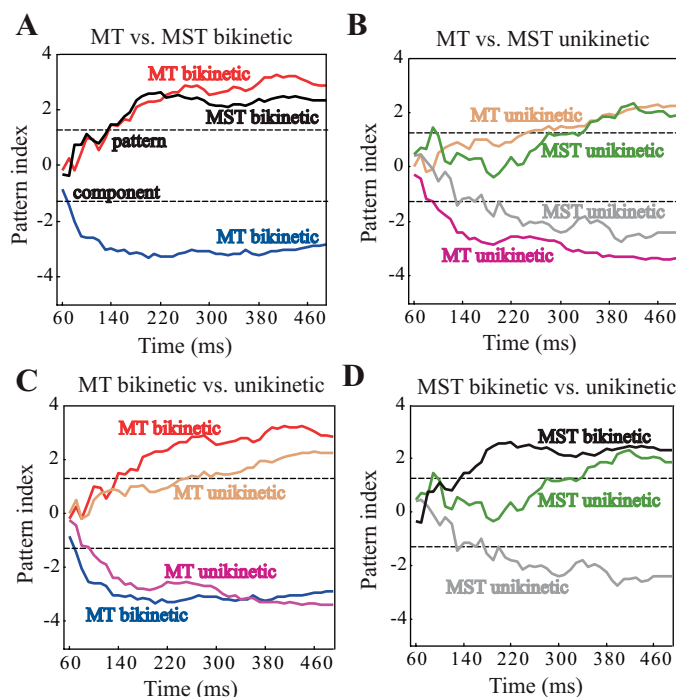 A
MT vs. MST bikinetic
Pattern index
4
2
0
-2
-4
MT bikinetic
MST bikinetic
pattern
component
MT bikinetic
60 140 220 300 380 460
Time (ms)
B
MT vs. MST unikinetic
Pattern index
4
2
0
-2
-4
MT unikinetic
MST unikinetic
MST unikinetic
MT unikinetic
60 140 220 300 380 460
Time (ms)
C
MT bikinetic vs. unikinetic
Pattern index
4
2
0
-2
-4
MT bikinetic
MT unikinetic
MT unikinetic
MT bikinetic
60 140 220 300 380 460
Time (ms)
D
MST bikinetic vs. unikinetic
Pattern index
4
2
0
-2
-4
MST bikinetic
MST unikinetic
MST unikinetic
60 140 220 300 380 460
Time (ms)